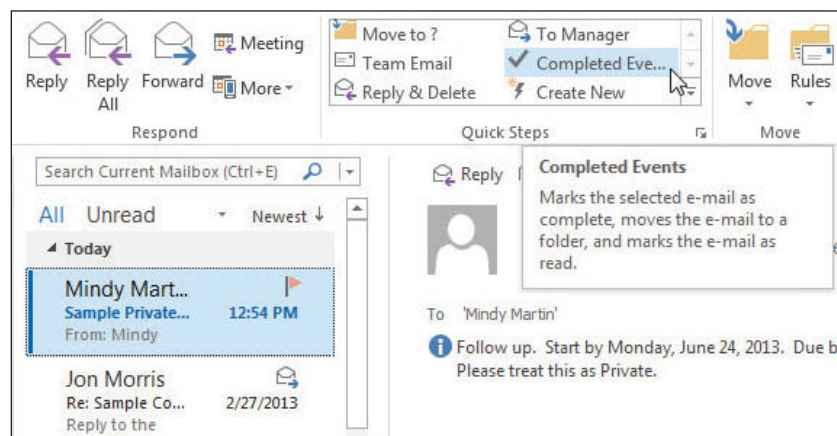 Reply
Reply All
Forward
Meeting
More
Respond
Move to ?
Team Email
Reply & Delete
To Manager
Completed Eve...
Create New
Quick Steps
Move
Rules
Move
Search Current Mailbox (Ctrl+E)
All Unread Newest ↓
Today
Mindy Mart...
Sample Private... 12:54 PM
From: Mindy
Jon Morris
Re: Sample Co... 2/27/2013
Reply to the
Reply
Completed Events
Marks the selected e-mail as
complete, moves the e-mail to a
folder, and marks the e-mail as
read.
To 'Mindy Martin'
Follow up. Start by Monday, June 24, 2013. Due b
Please treat this as Private.